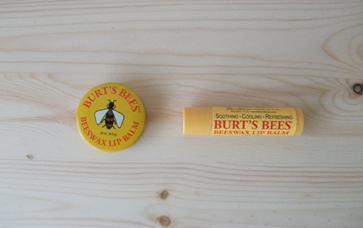 BURT'S BEES
BEESWAX LIP BALM
SOOTHING • COOLING • REFRESHING
BURT'S BEES
BEESWAX LIP BALM